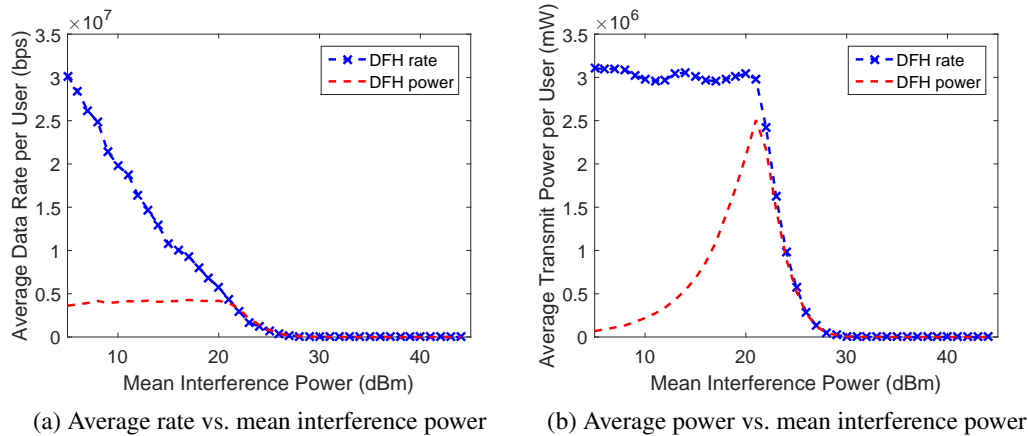 ×10^7
3.5
3
2.5
2
1.5
1
0.5
0
10 20 30 40
Average Data Rate per User (bps)
Mean Interference Power (dBm)
DFH rate
DFH power
(a) Average rate vs. mean interference power
×10^6
3.5
3
2.5
2
1.5
1
0.5
0
10 20 30 40
Average Transmit Power per User (mW)
Mean Interference Power (dBm)
DFH rate
DFH power
(b) Average power vs. mean interference power